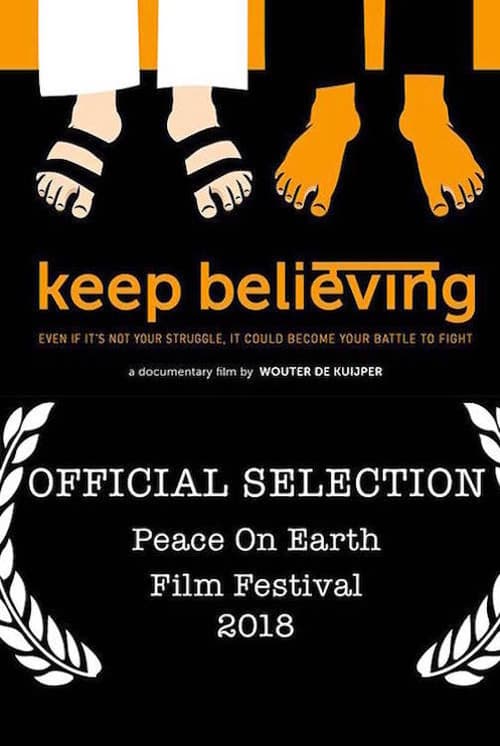 keep believing
EVEN IF IT'S NOT YOUR STRUGGLE, IT COULD BECOME YOUR BATTLE TO FIGHT
a documentary film by WOUTER DE KUIJPER
OFFICIAL SELECTION
Peace On Earth
Film Festival
2018